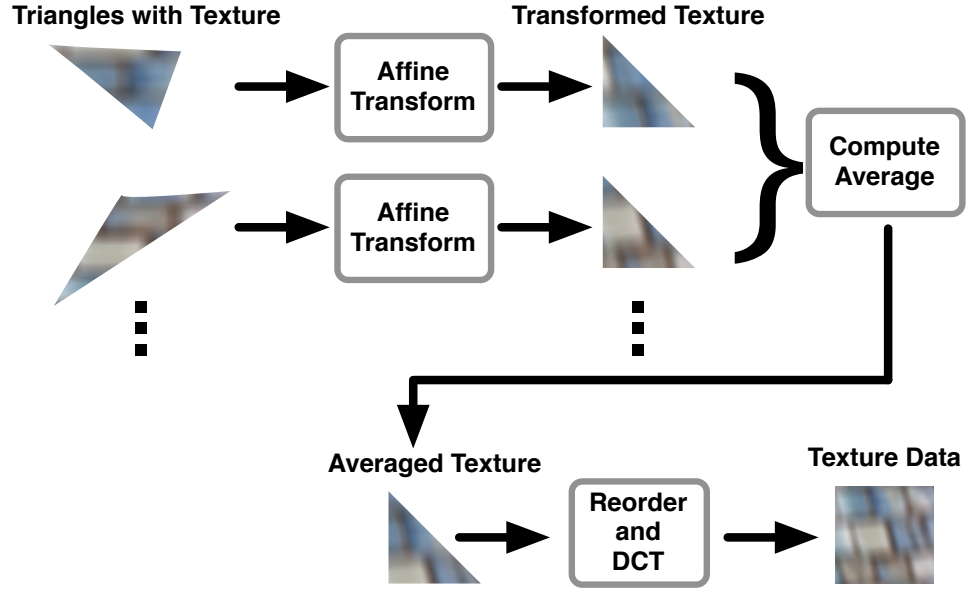 Triangles with Texture
Transformed Texture
Affine
Transform
Compute
Average
Affine
Transform
Averaged Texture
Texture Data
Reorder
and
DCT